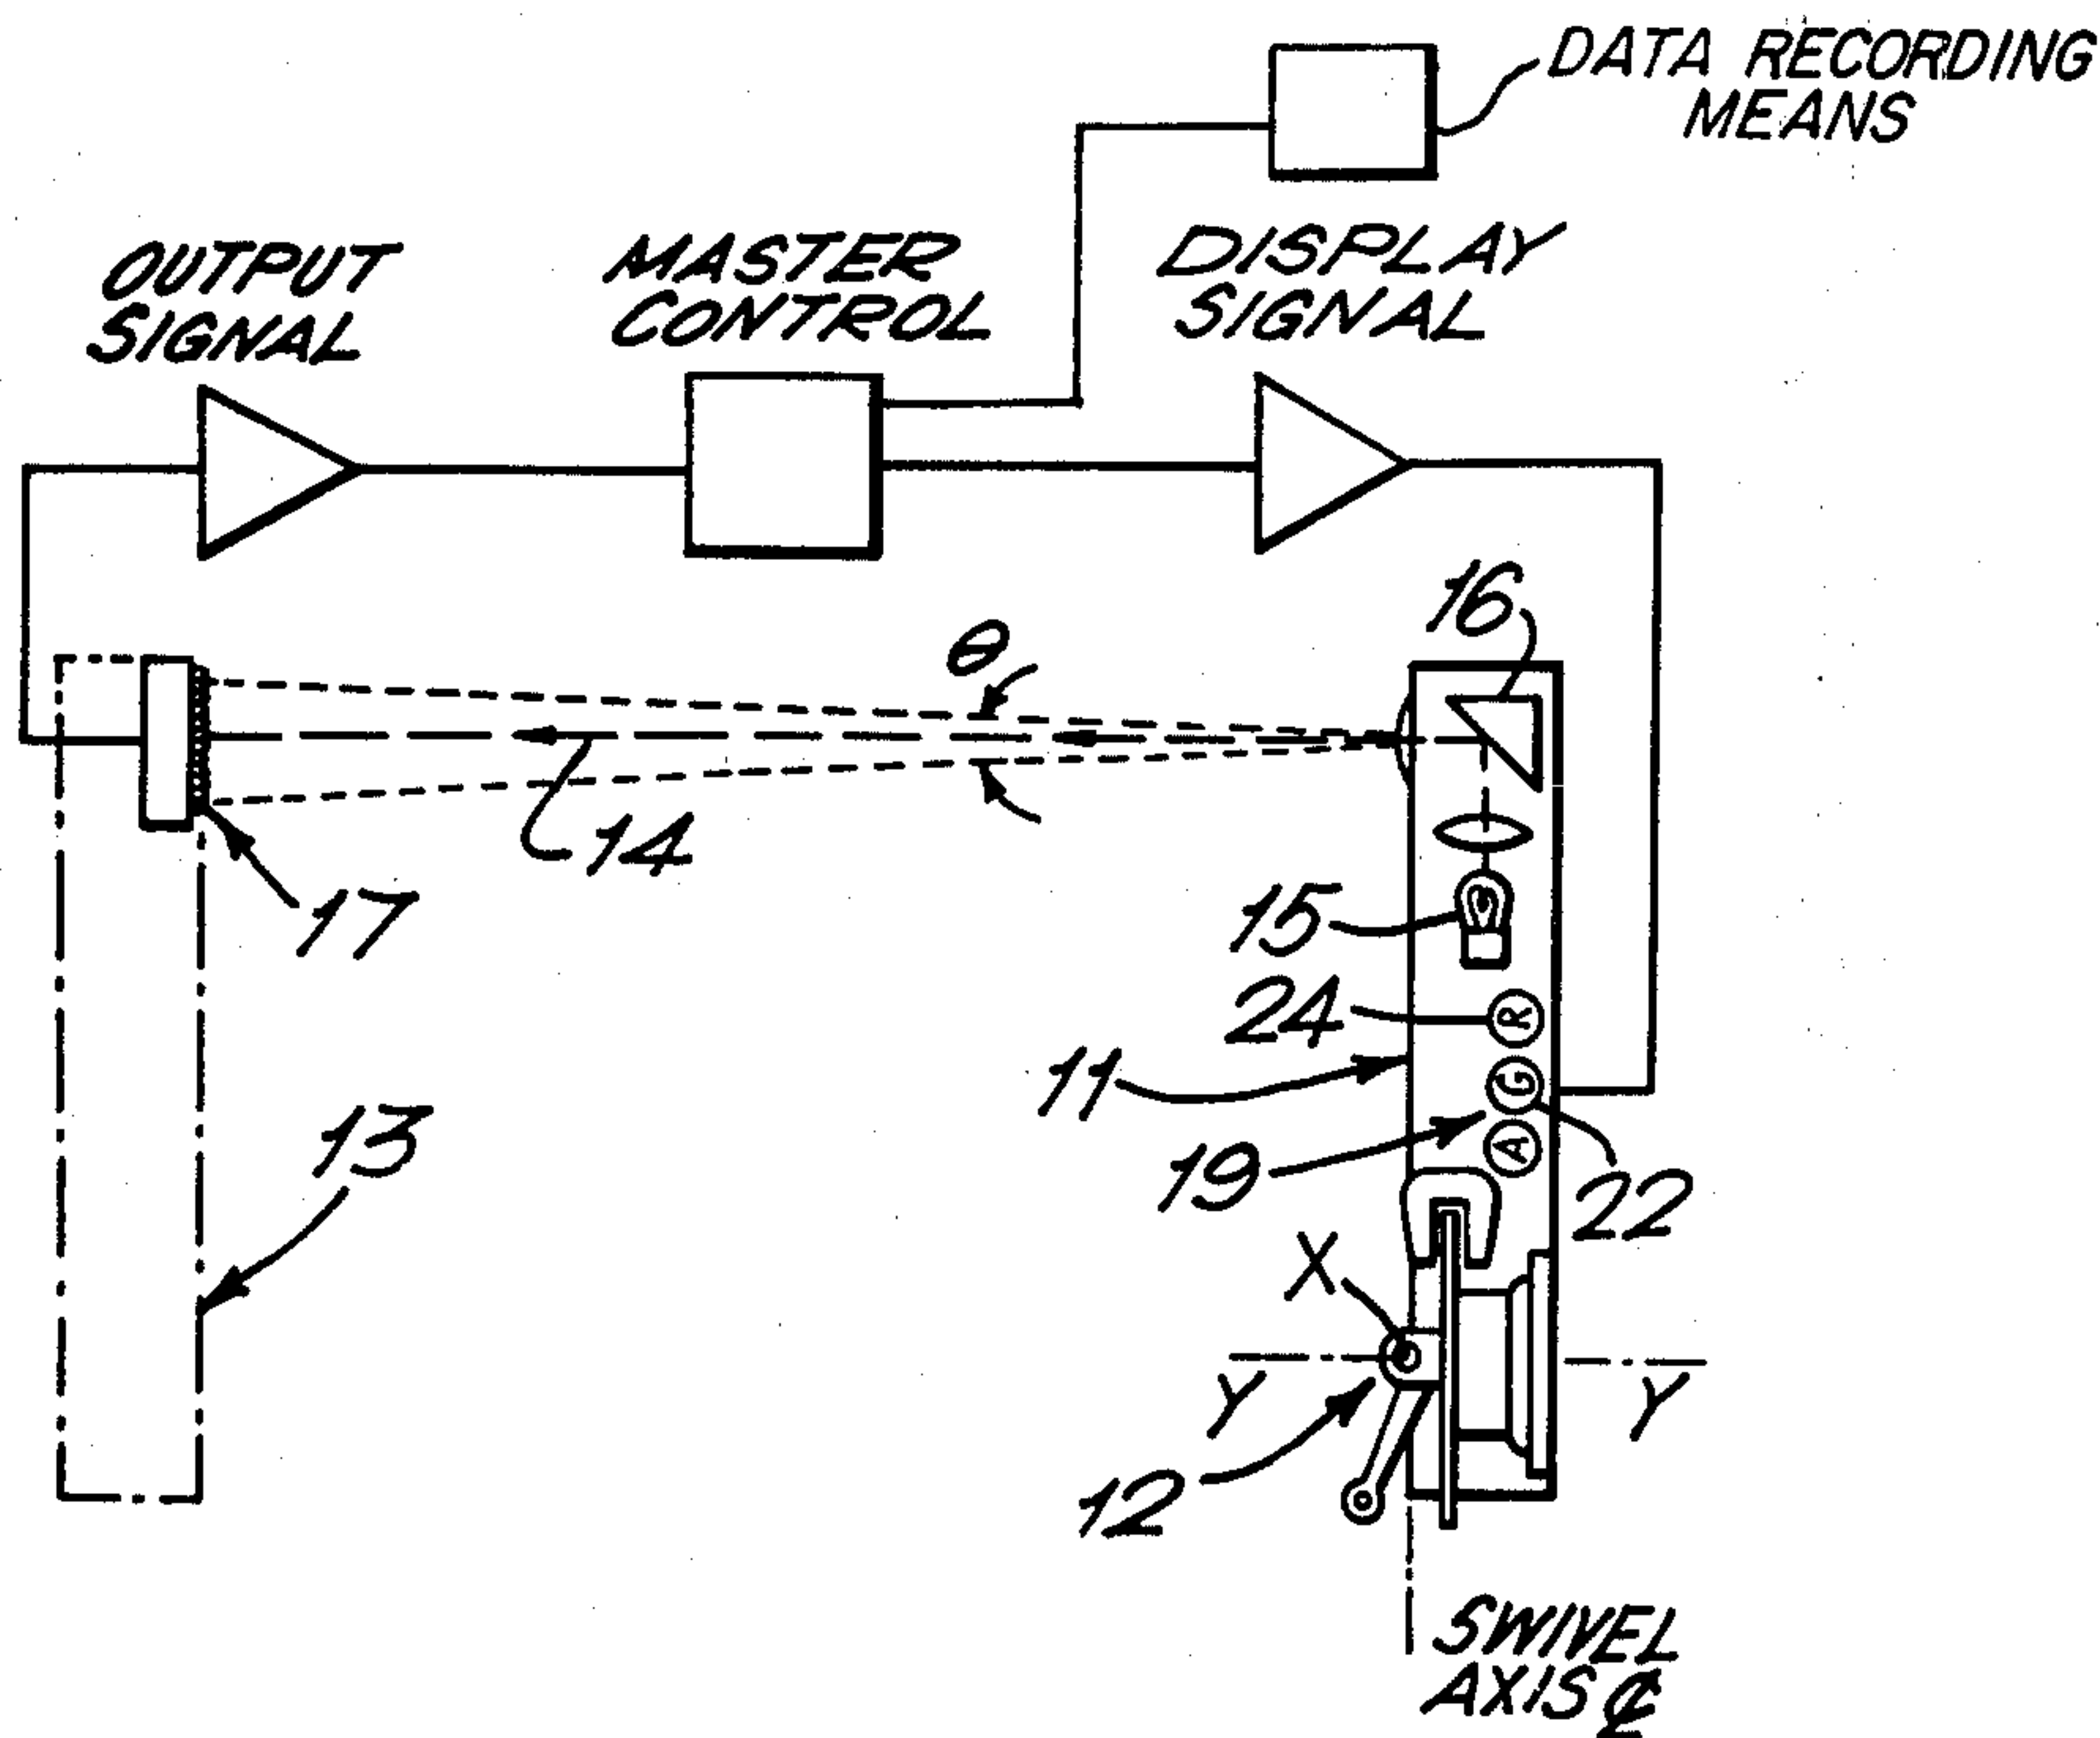 DATA RECORDING
MEANS
OUTPUT
SIGNAL
MASTER
CONTROL
DISPLAY
SIGNAL
16
θ
14
17
15
24
R
11
G
19
A
22
13
X
Y
Y
12
SWIVEL
AXIS ℄